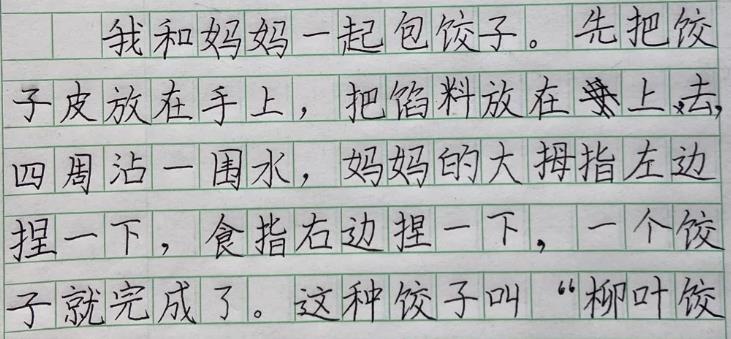 我和妈妈一起包饺子。先把饺
子皮放在手上，把馅料放在上去，
四周沾一围水，妈妈的大拇指左边
捏一下，食指右边捏一下，一个饺
子就完成了。这种饺子叫“柳叶饺